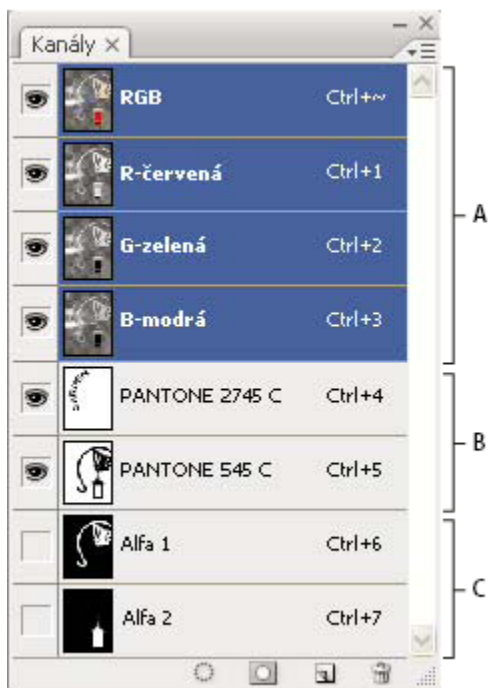 Kanály ×
RGB Ctrl+~
R-červená Ctrl+1
G-zelená Ctrl+2
B-modrá Ctrl+3
A
PANTONE 2745 C Ctrl+4
PANTONE 545 C Ctrl+5
B
Alfa 1 Ctrl+6
Alfa 2 Ctrl+7
C